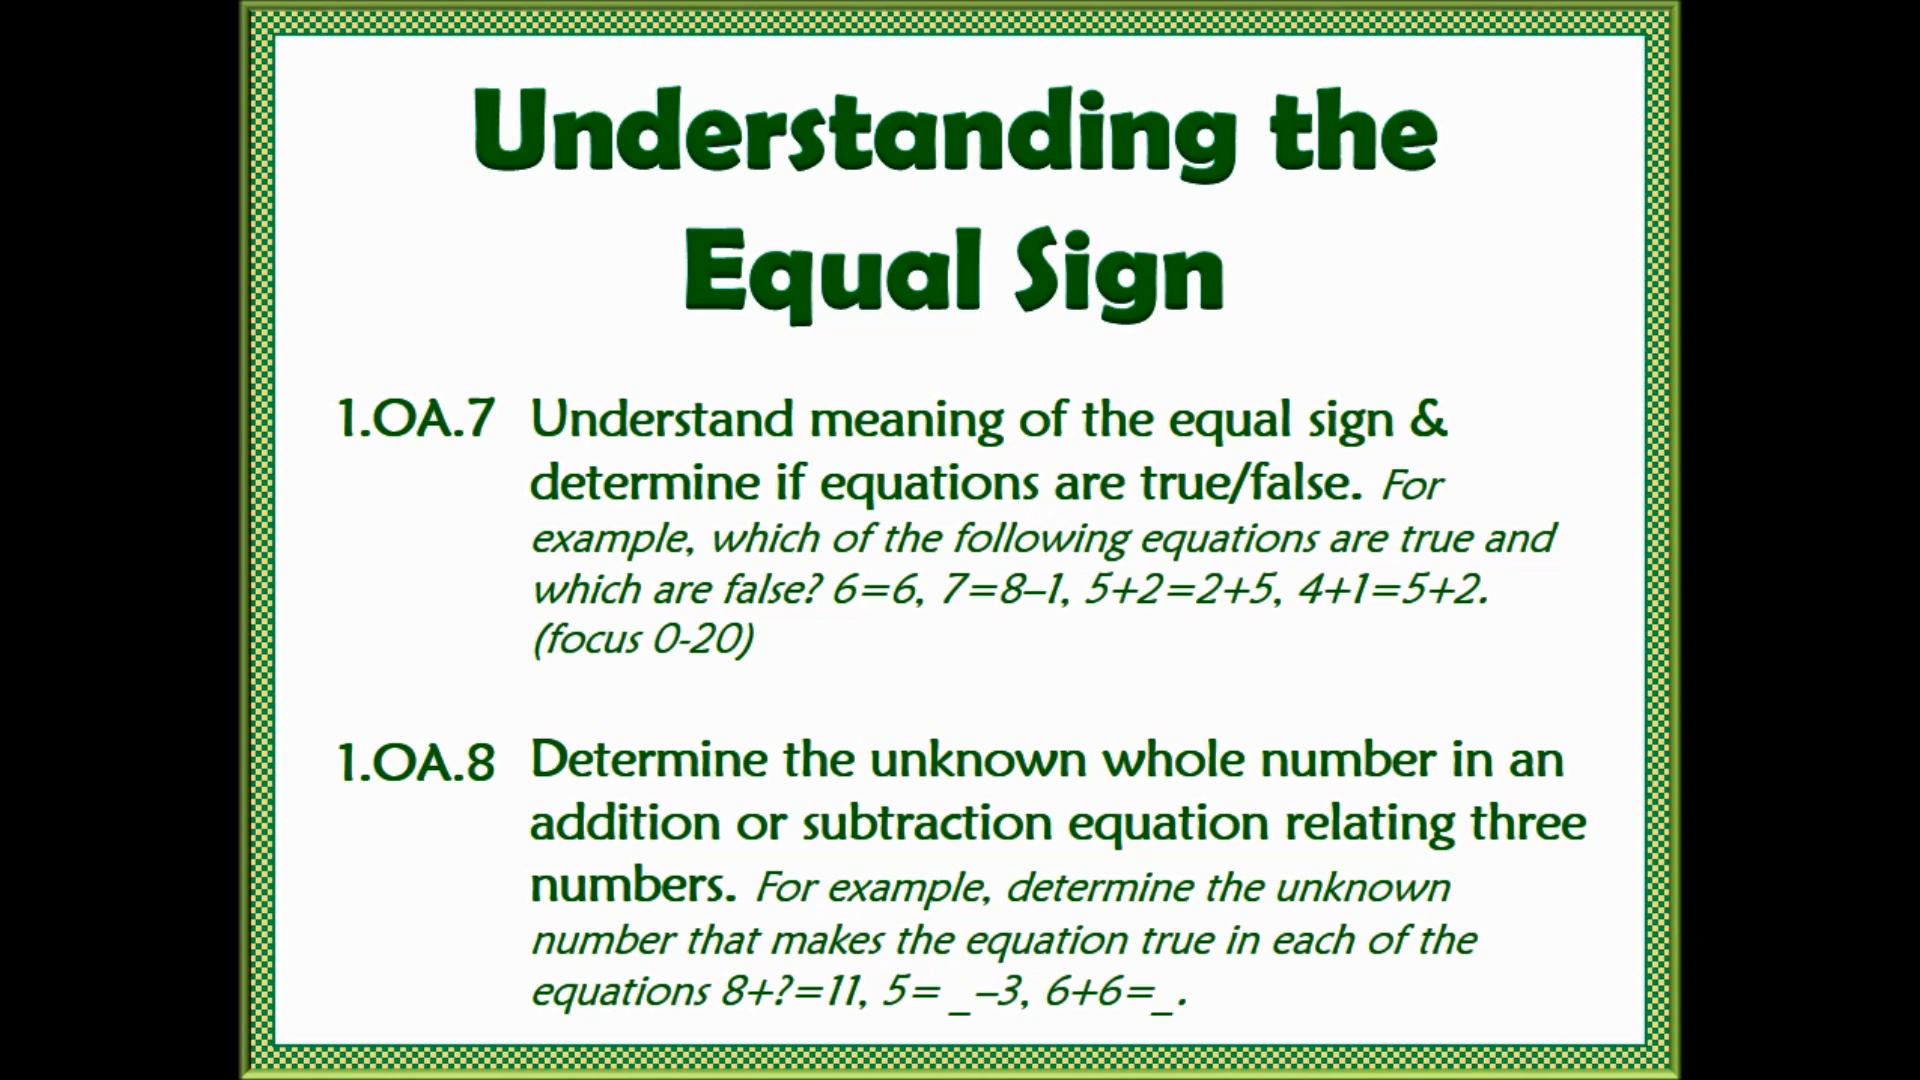 Understanding the
Equal Sign
1.OA.7 Understand meaning of the equal sign &
determine if equations are true/false. For
example, which of the following equations are true and
which are false? 6=6, 7=8–1, 5+2=2+5, 4+1=5+2.
(focus 0-20)
1.OA.8 Determine the unknown whole number in an
addition or subtraction equation relating three
numbers. For example, determine the unknown
number that makes the equation true in each of the
equations 8+?=11, 5= _–3, 6+6=_.